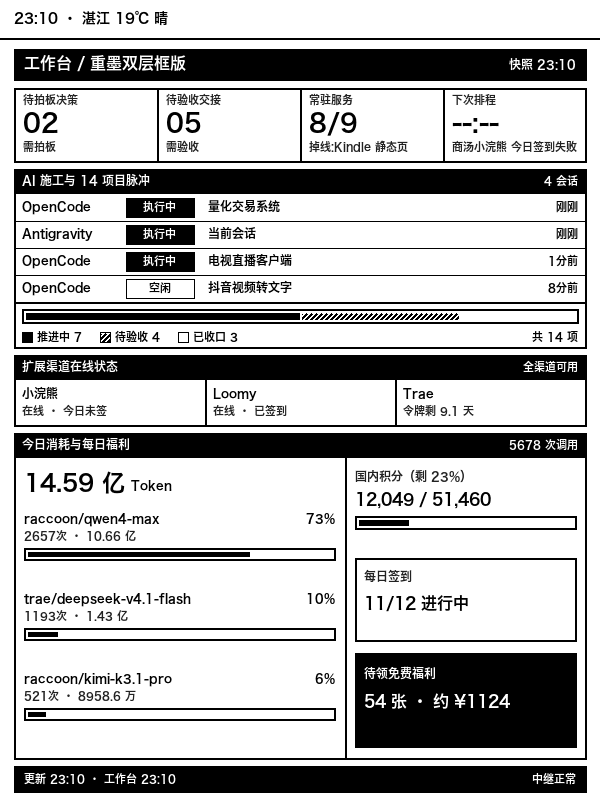 23:10 · 湛江 19℃ 晴
工作台 / 重墨双层框版 快照 23:10
待拍板决策 待验收交接 常驻服务 下次排程
02 05 8/9 --:--
需拍板 需验收 掉线:Kindle 静态页 商汤小浣熊 今日签到失败
AI 施工与 14 项目脉冲 4 会话
OpenCode 执行中 量化交易系统 刚刚
Antigravity 执行中 当前会话 刚刚
OpenCode 执行中 电视直播客户端 1分前
OpenCode 空闲 抖音视频转文字 8分前
推进中 7 待验收 4 已收口 3 共 14 项
扩展渠道在线状态 全渠道可用
小浣熊 Loomy Trae
在线 · 今日未签 在线 · 已签到 令牌剩 9.1 天
今日消耗与每日福利 5678 次调用
14.59 亿 Token
raccoon/qwen4-max 73%
2657次 · 10.66 亿
trae/deepseek-v4.1-flash 10%
1193次 · 1.43 亿
raccoon/kimi-k3.1-pro 6%
521次 · 8958.6 万
国内积分（剩 23%）
12,049 / 51,460
每日签到
11/12 进行中
待领免费福利
54 张 · 约 ¥1124
更新 23:10 · 工作台 23:10 中继正常